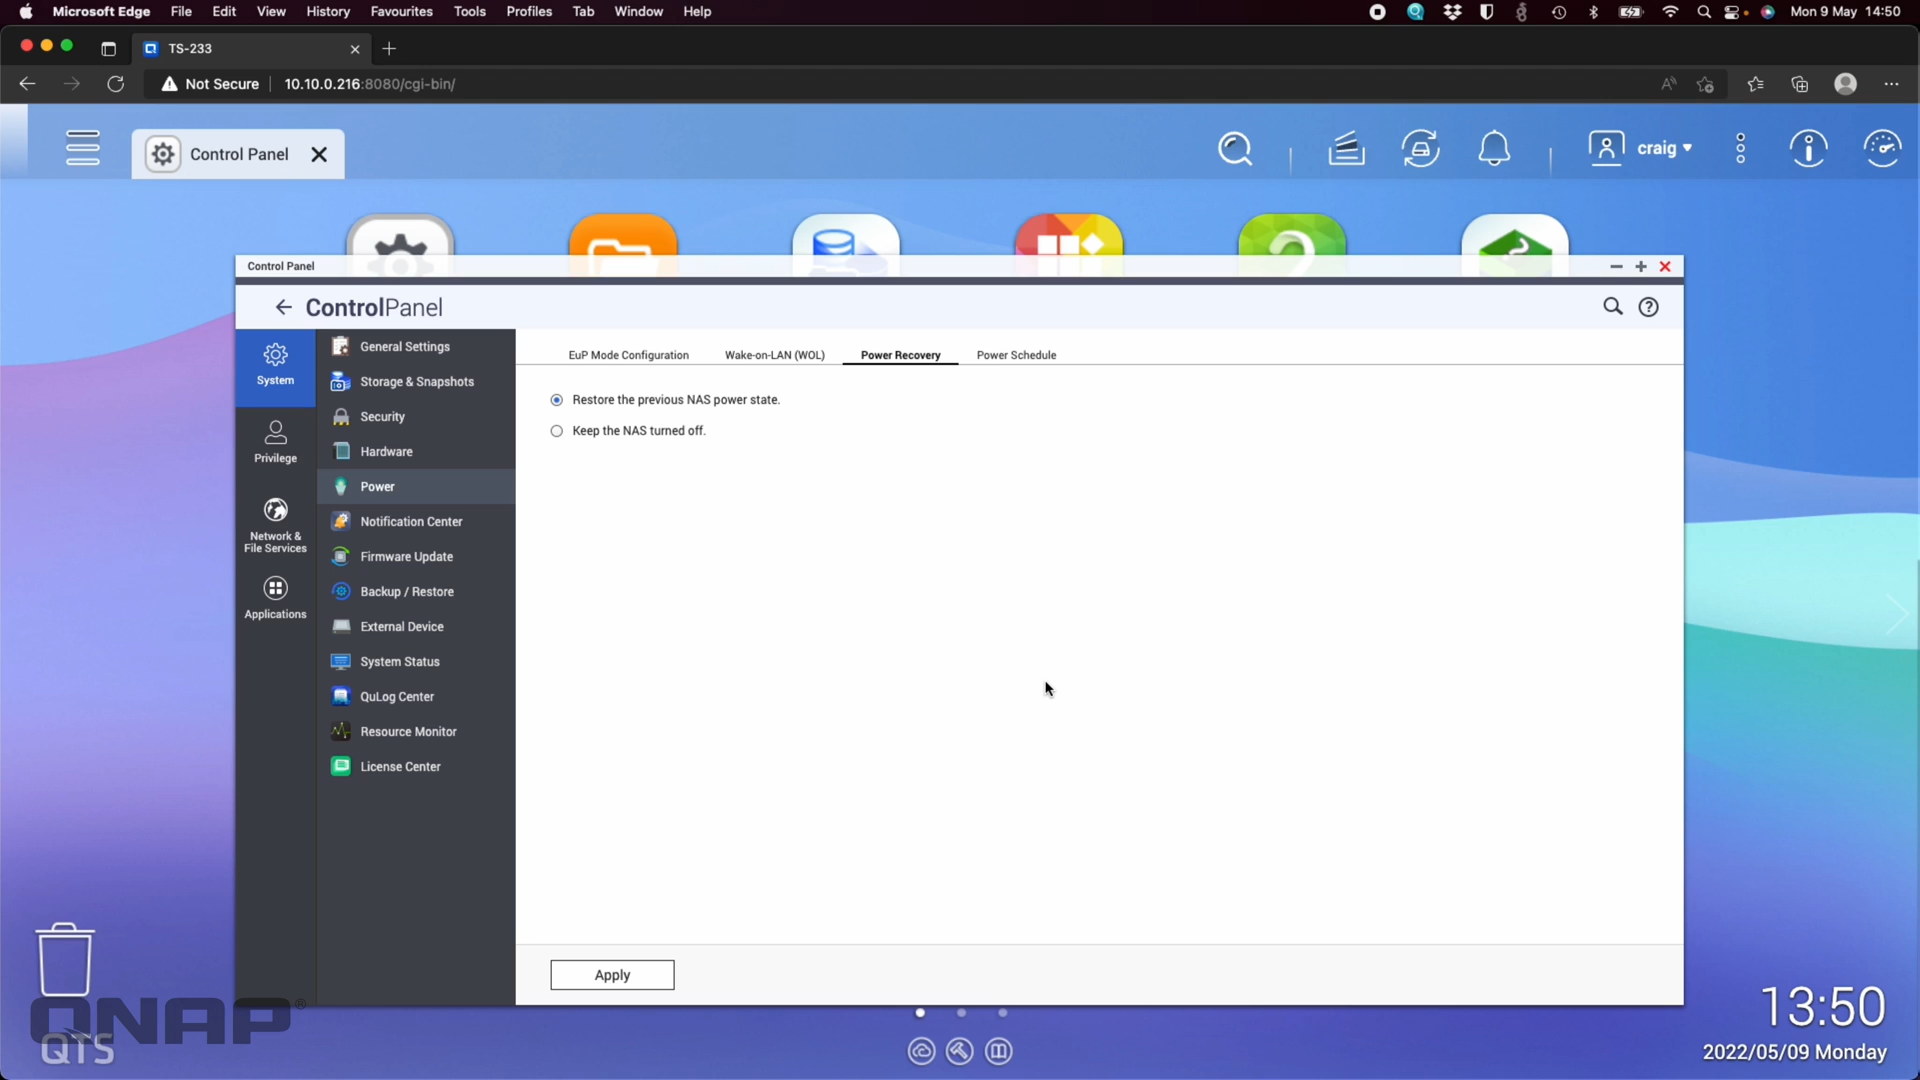 Microsoft Edge File Edit View History Favourites Tools Profiles Tab Window Help Mon 9 May 14:50
TS-233
Not Secure 10.10.0.216:8080/cgi-bin/
Control Panel craig
Control Panel
ControlPanel
System
Privilege
Network &
File Services
Applications
General Settings
Storage & Snapshots
Security
Hardware
Power
Notification Center
Firmware Update
Backup / Restore
External Device
System Status
QuLog Center
Resource Monitor
License Center
EuP Mode Configuration Wake-on-LAN (WOL) Power Recovery Power Schedule
Restore the previous NAS power state.
Keep the NAS turned off.
Apply
QNAP®
QTS
13:50
2022/05/09 Monday